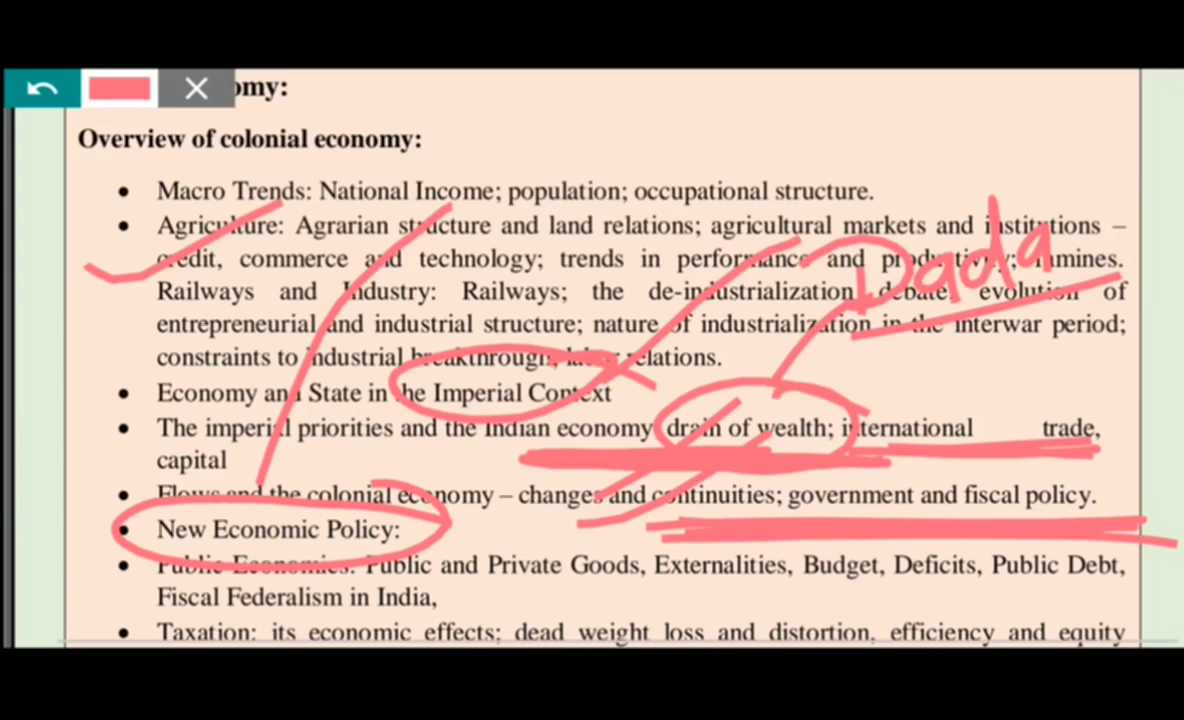 omy:
Overview of colonial economy:
• Macro Trends: National Income; population; occupational structure.
• Agriculture: Agrarian structure and land relations; agricultural markets and institutions –
credit, commerce and technology; trends in performance and productivity; famines.
Railways and Industry: Railways; the de-industrialization debate; evolution of
entrepreneurial and industrial structure; nature of industrialization in the interwar period;
constraints to industrial breakthrough; labor relations.
• Economy and State in the Imperial Context
• The imperial priorities and the Indian economy drain of wealth; international trade,
capital
• Flows and the colonial economy – changes and continuities; government and fiscal policy.
• New Economic Policy:
• Public Economics: Public and Private Goods, Externalities, Budget, Deficits, Public Debt,
Fiscal Federalism in India,
• Taxation: its economic effects; dead weight loss and distortion, efficiency and equity
Dada